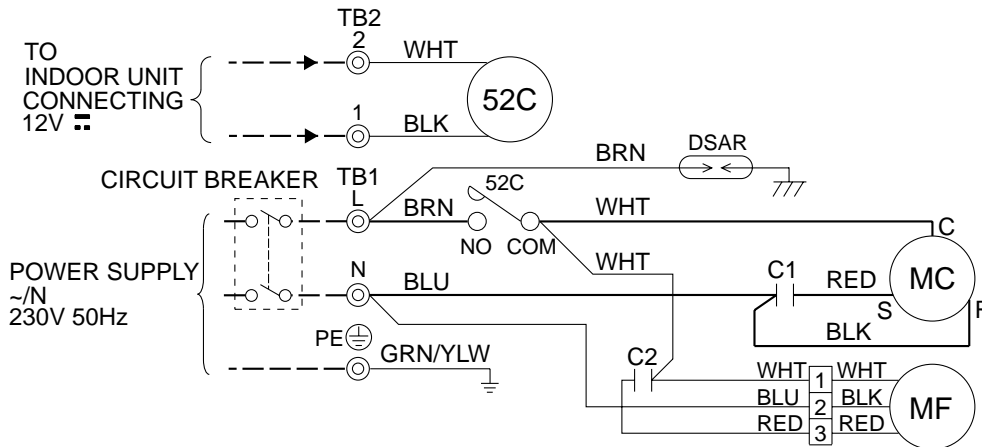 TB2
2
TO
INDOOR UNIT
CONNECTING
12V
WHT
52C
1
BLK
BRN
DSAR
CIRCUIT BREAKER
TB1
L
BRN
52C
WHT
NO
COM
C
POWER SUPPLY
~/N
230V 50Hz
N
BLU
WHT
C1
RED
MC
S
R
BLK
PE
GRN/YLW
C2
WHT 1 WHT
BLU 2 BLK
RED 3 RED
MF